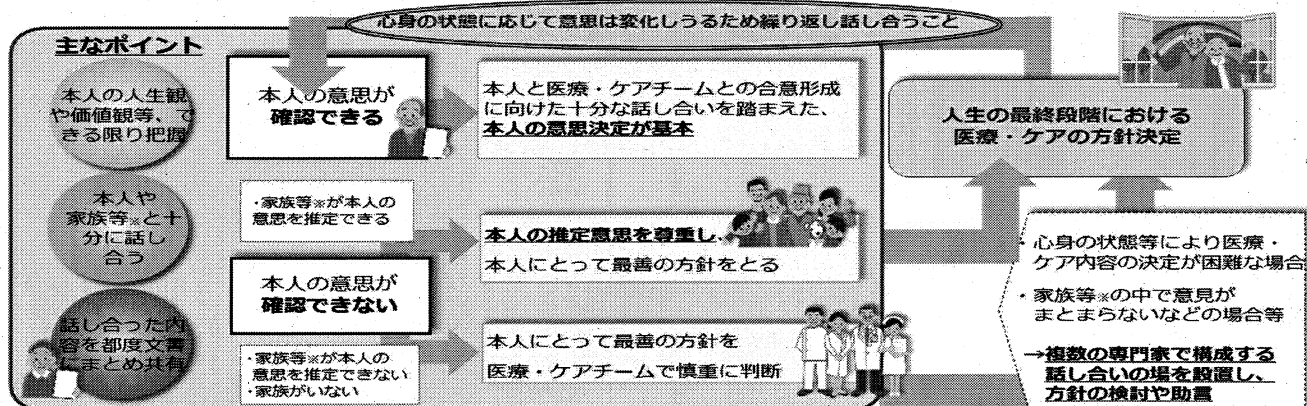 心身の状態に応じて意思は変化しうるため繰り返し話し合うこと
主なポイント
本人の人生観
や価値観等、で
きる限り把握
本人や
家族等※と十
分に話し
合う
話し合った内
容を都度文書
にまとめ共有
本人の意思が
確認できる
本人と医療・ケアチームとの合意形成
に向けた十分な話し合いを踏まえた、
本人の意思決定が基本
・家族等※が本人の
意思を推定できる
本人の推定意思を尊重し、
本人にとって最善の方針をとる
本人の意思が
確認できない
・家族等※が本人の
意思を推定できない
・家族がいない
本人にとって最善の方針を
医療・ケアチームで慎重に判断
人生の最終段階における
医療・ケアの方針決定
・心身の状態等により医療・
ケア内容の決定が困難な場合
・家族等※の中で意見が
まとまらないなどの場合等
→複数の専門家で構成する
話し合いの場を設置し、
方針の検討や助言